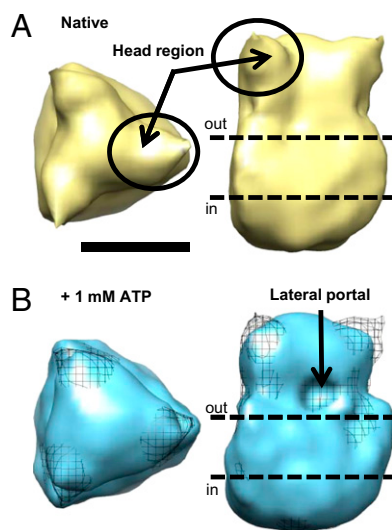 A
Native
Head region
out
in
B
+ 1 mM ATP
Lateral portal
out
in